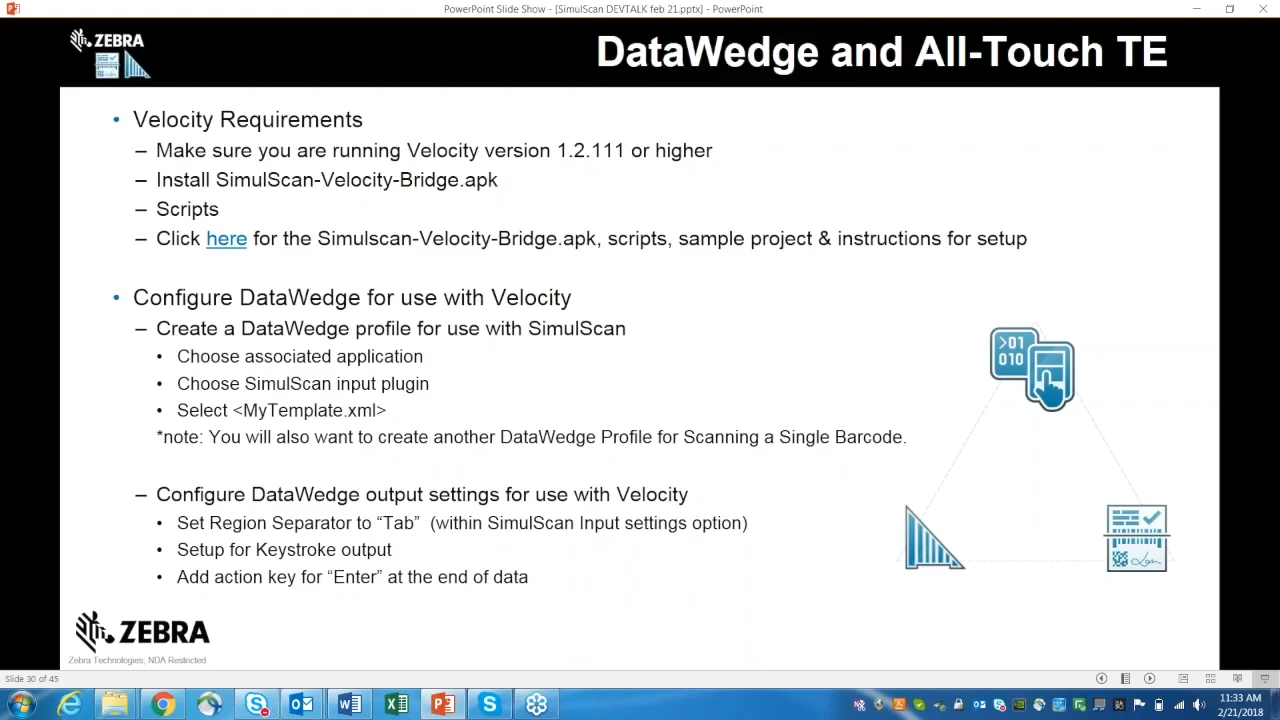 PowerPoint Slide Show - [SimulScan DEVTALK feb 21.pptx] - PowerPoint
ZEBRA
DataWedge and All-Touch TE
• Velocity Requirements
– Make sure you are running Velocity version 1.2.111 or higher
– Install SimulScan-Velocity-Bridge.apk
– Scripts
– Click here for the Simulscan-Velocity-Bridge.apk, scripts, sample project & instructions for setup
• Configure DataWedge for use with Velocity
– Create a DataWedge profile for use with SimulScan
• Choose associated application
• Choose SimulScan input plugin
• Select <MyTemplate.xml>
*note: You will also want to create another DataWedge Profile for Scanning a Single Barcode.
– Configure DataWedge output settings for use with Velocity
• Set Region Separator to “Tab”  (within SimulScan Input settings option)
• Setup for Keystroke output
• Add action key for “Enter” at the end of data
>01
010
ZEBRA
Zebra Technologies, NDA Restricted
Slide 30 of 45
11:33 AM
2/21/2018